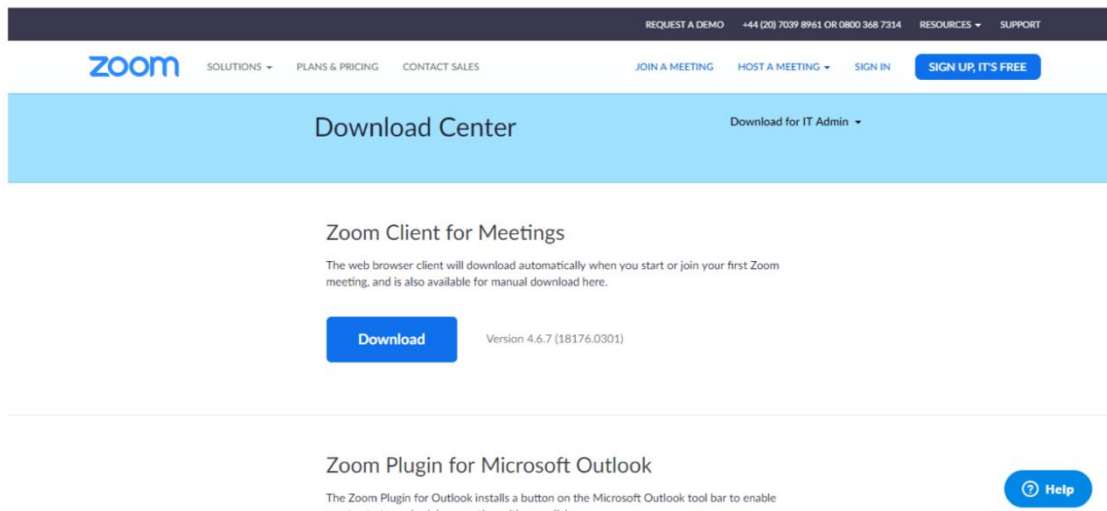 REQUEST A DEMO +44 (20) 7039 8961 OR 0800 368 7314 RESOURCES SUPPORT
zoom SOLUTIONS PLANS & PRICING CONTACT SALES JOIN A MEETING HOST A MEETING SIGN IN SIGN UP, IT'S FREE
Download Center Download for IT Admin
Zoom Client for Meetings
The web browser client will download automatically when you start or join your first Zoom
meeting, and is also available for manual download here.
Download Version 4.6.7 (18176.0301)
Zoom Plugin for Microsoft Outlook
The Zoom Plugin for Outlook installs a button on the Microsoft Outlook tool bar to enable
Help